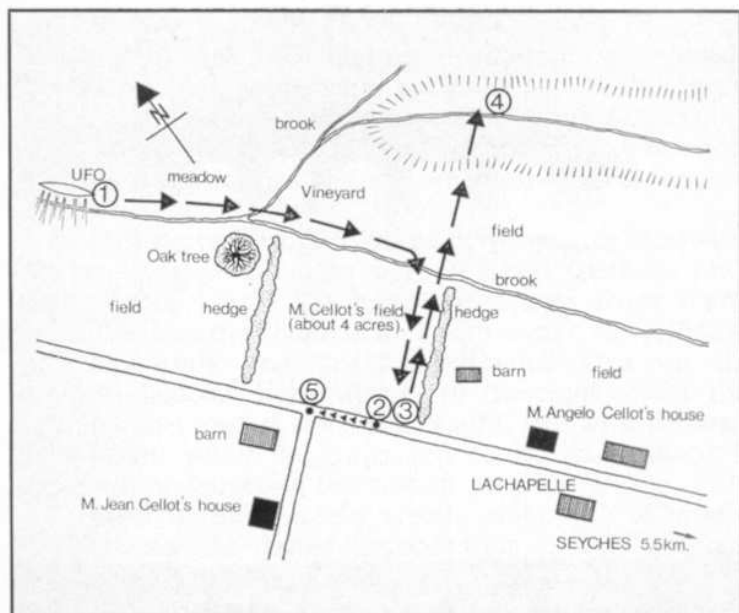 ④
brook
N
UFO
①
meadow
Vineyard
Oak tree
field
brook
field
hedge
M. Cellot's field
(about 4 acres).
hedge
barn
field
⑤
②
③
M. Angelo Cellot's house
barn
LACHAPELLE
M. Jean Cellot's house
SEYCHES 5.5km.